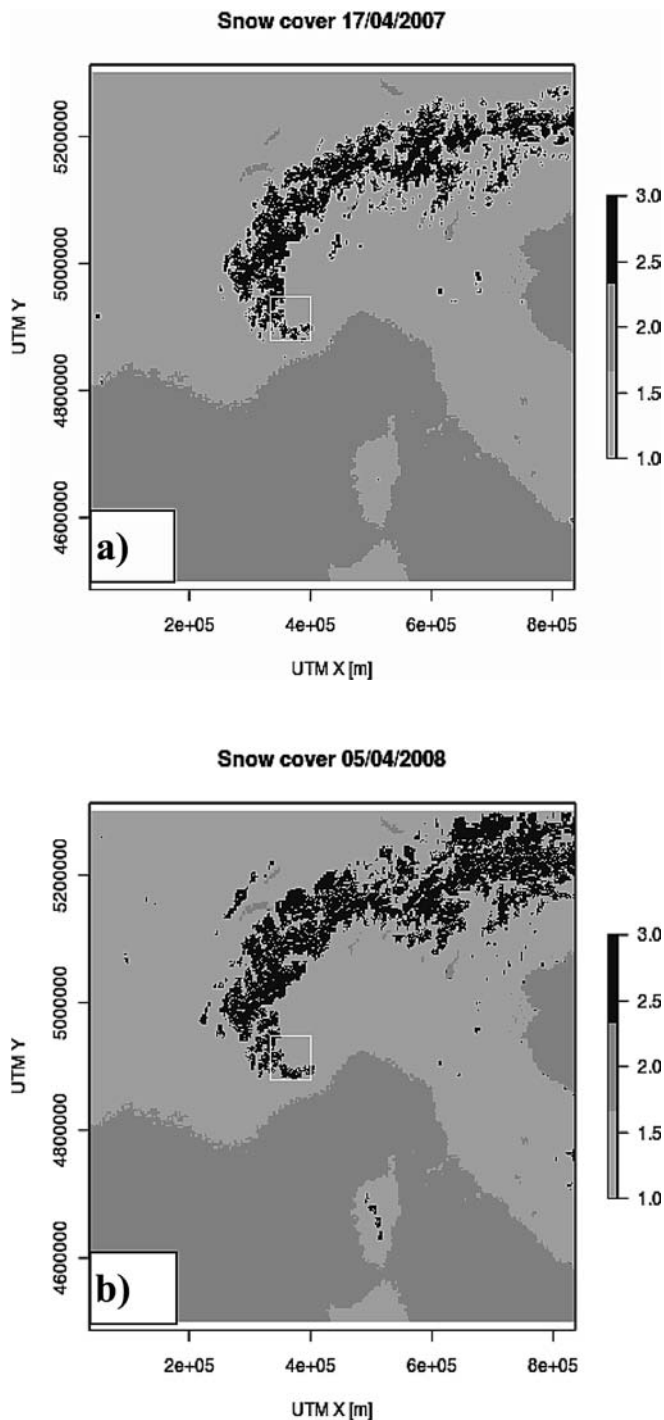 Snow cover 17/04/2007
UTM Y
5200000
5000000
4800000
4600000
3.0
2.5
2.0
1.5
1.0
a)
2e+05
4e+05
6e+05
8e+05
UTM X [m]
Snow cover 05/04/2008
UTM Y
5200000
5000000
4800000
4600000
3.0
2.5
2.0
1.5
1.0
b)
2e+05
4e+05
6e+05
8e+05
UTM X [m]